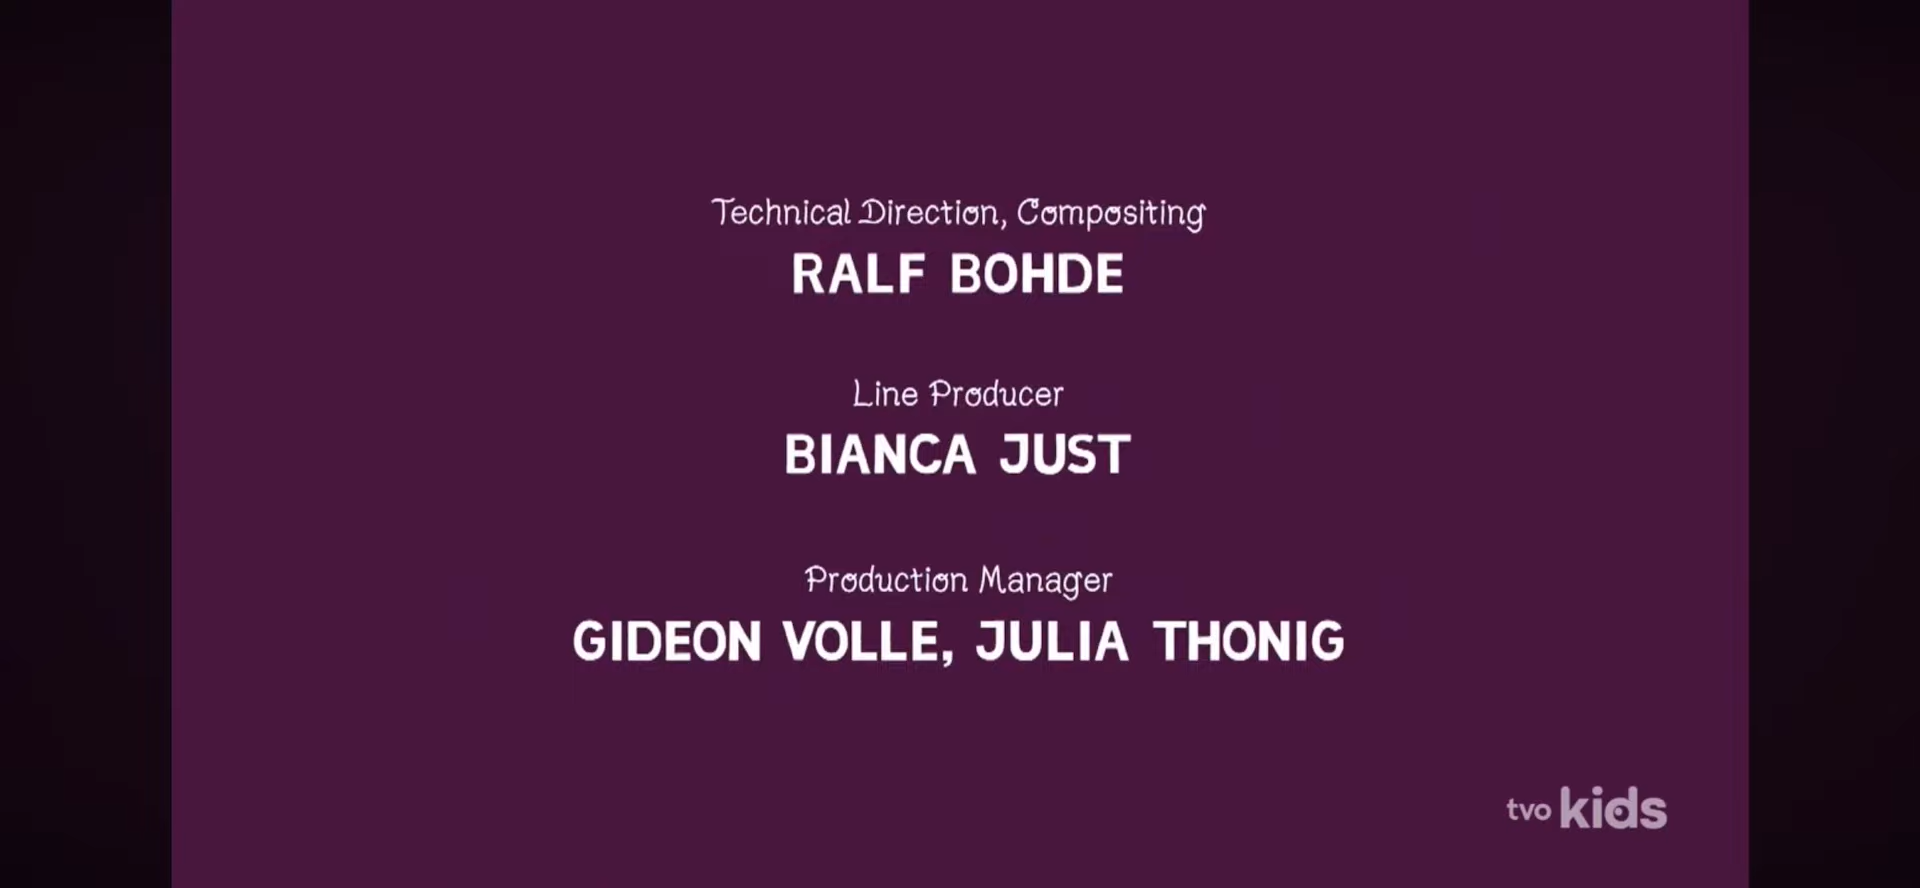 Technical Direction, Compositing
RALF BOHDE
Line Producer
BIANCA JUST
Production Manager
GIDEON VOLLE, JULIA THONIG
tvo kids